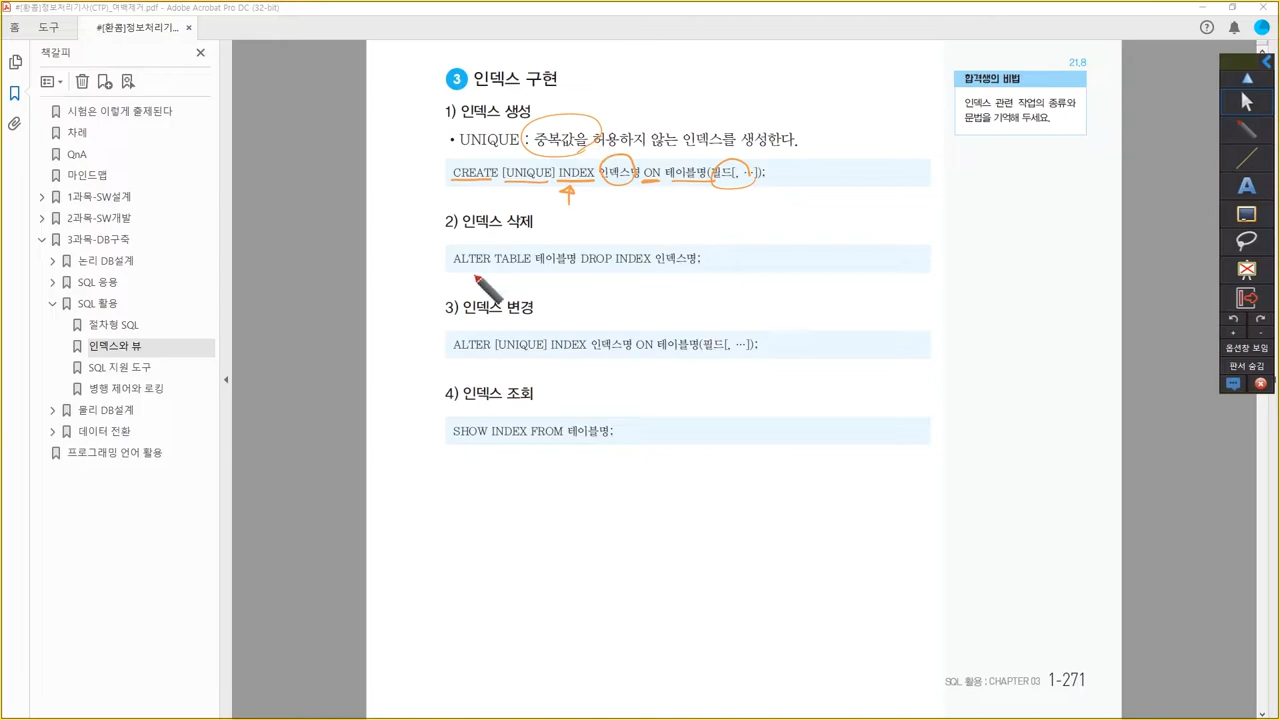 #[환콤]정보처리기사(CTP)_여백제거.pdf - Adobe Acrobat Pro DC (32-bit)
홈 도구 #[환콤]정보처리기... ×
책갈피
시험은 이렇게 출제된다
차례
QnA
마인드맵
1과목-SW설계
2과목-SW개발
3과목-DB구축
논리 DB설계
SQL 응용
SQL 활용
절차형 SQL
인덱스와 뷰
SQL 지원 도구
병행 제어와 로킹
물리 DB설계
데이터 전환
프로그래밍 언어 활용
3 인덱스 구현
1) 인덱스 생성
• UNIQUE : 중복값을 허용하지 않는 인덱스를 생성한다.
CREATE [UNIQUE] INDEX 인덱스명 ON 테이블명(필드[, …]);
2) 인덱스 삭제
ALTER TABLE 테이블명 DROP INDEX 인덱스명;
3) 인덱스 변경
ALTER [UNIQUE] INDEX 인덱스명 ON 테이블명(필드[, …]);
4) 인덱스 조회
SHOW INDEX FROM 테이블명;
21.8
합격생의 비법
인덱스 관련 작업의 종류와
문법을 기억해 두세요.
SQL 활용 : CHAPTER 03 1-271
옵션창 보임
판서 숨김